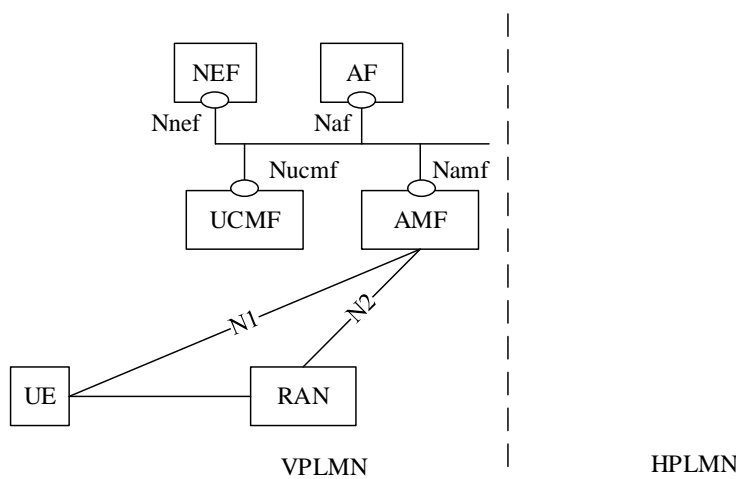 NEF
AF
Nnef
Naf
Nucmf
Namf
UCMF
AMF
N1
N2
UE
RAN
VPLMN
HPLMN